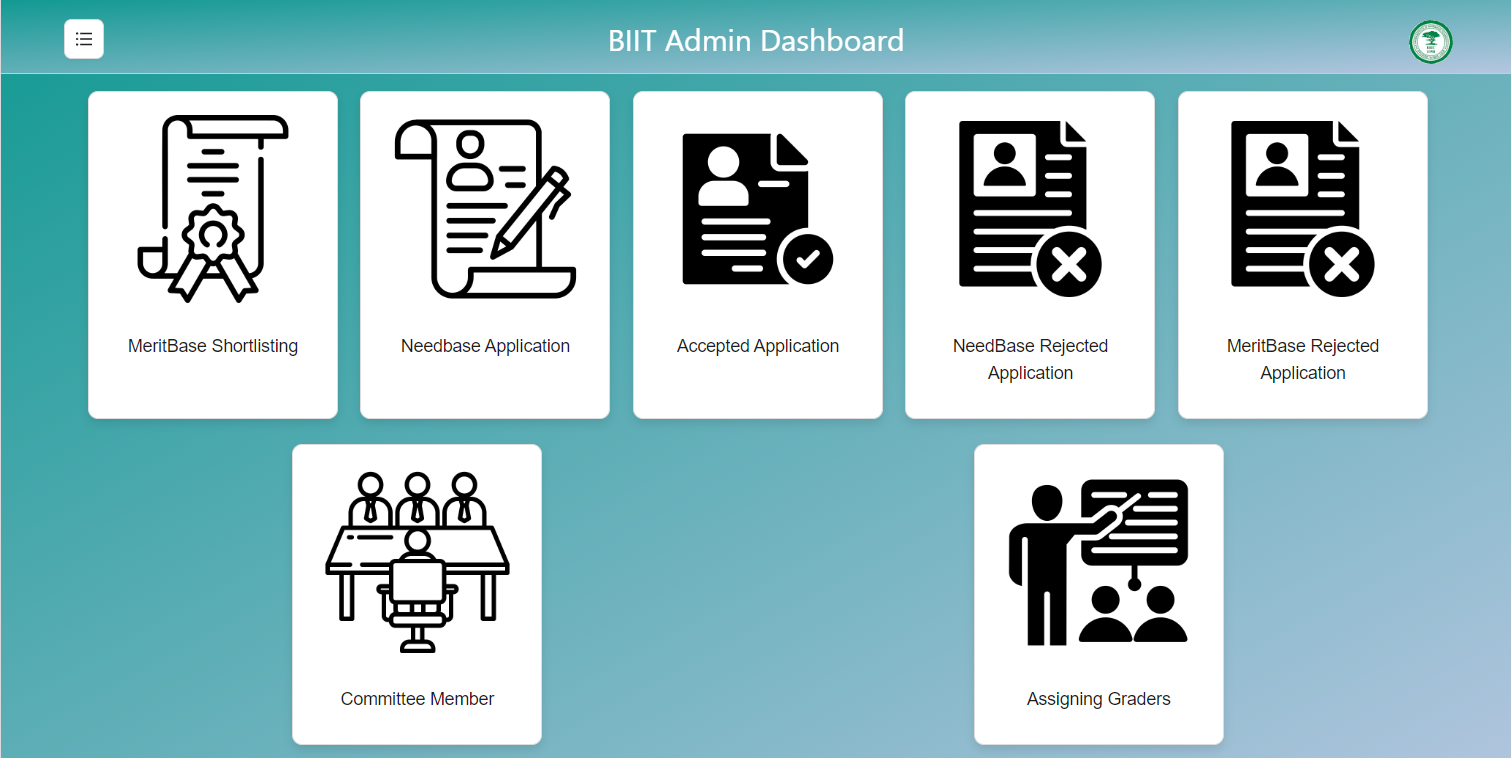 BIIT Admin Dashboard
MeritBase Shortlisting
Needbase Application
Accepted Application
NeedBase Rejected
Application
MeritBase Rejected
Application
Committee Member
Assigning Graders